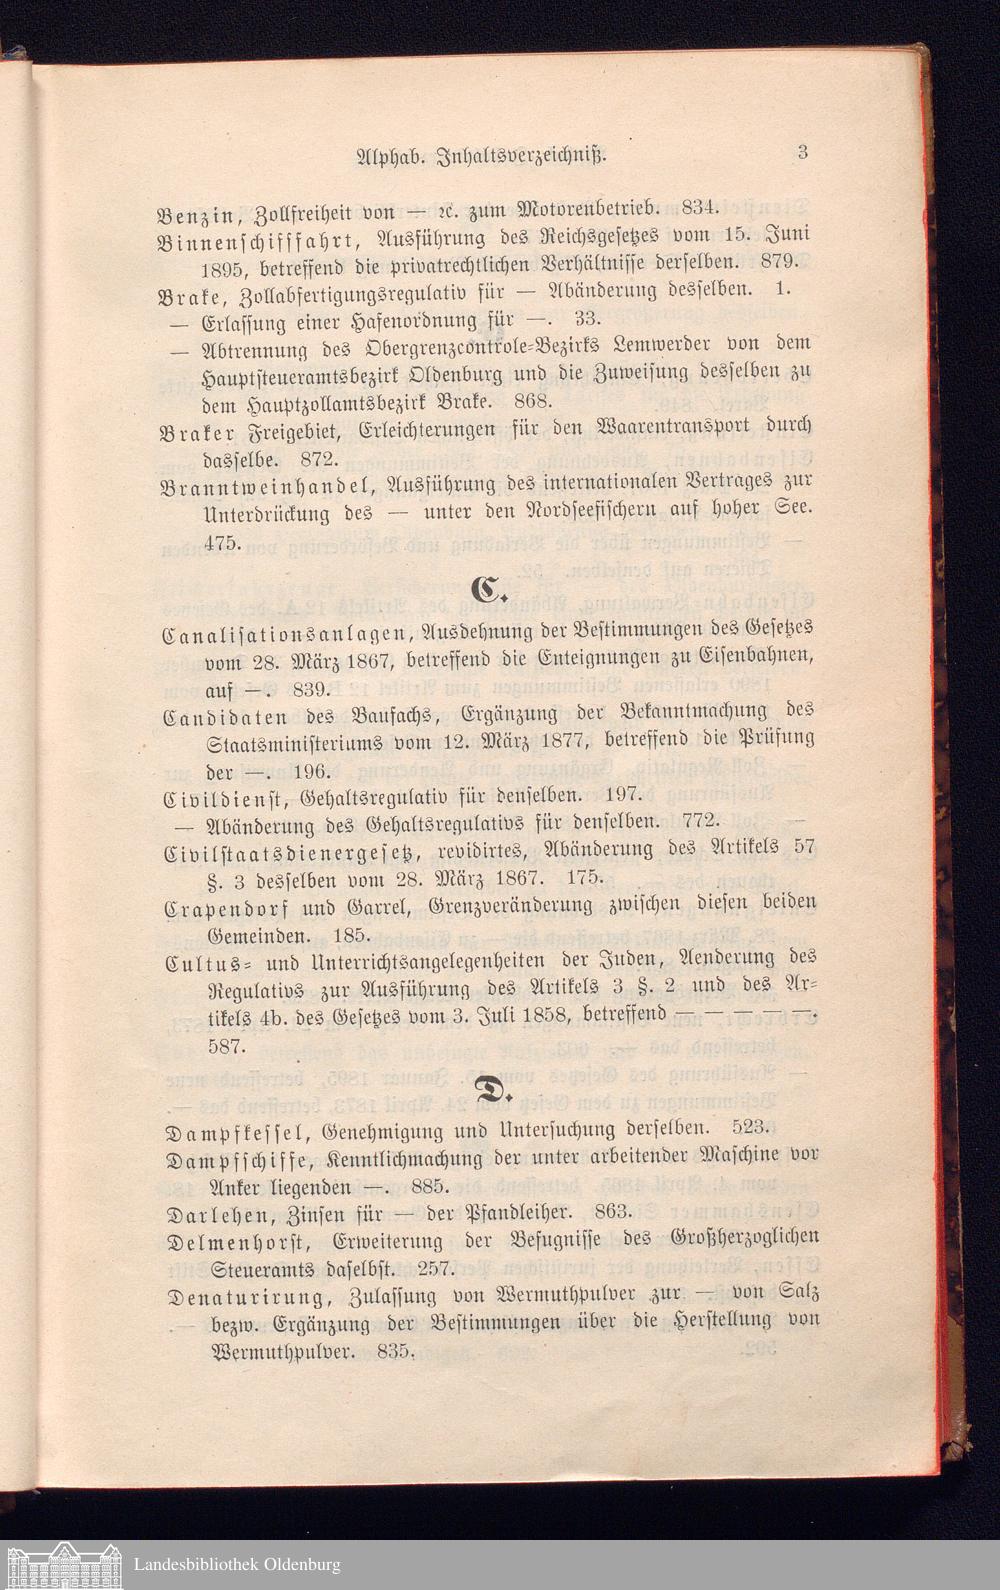 Alphab. Inhaltsverzeichniß. 3
Benzin, Zollfreiheit von — ꝛc. zum Motorenbetrieb. 834.
Binnenschifffahrt, Ausführung des Reichsgesetzes vom 15. Juni
1895, betreffend die privatrechtlichen Verhältnisse derselben. 879.
Brake, Zollabfertigungsregulativ für — Abänderung desselben. 1.
— Erlassung einer Hafenordnung für —. 33.
— Abtrennung des Obergrenzcontrole-Bezirks Lemwerder von dem
Hauptsteueramtsbezirk Oldenburg und die Zuweisung desselben zu
dem Hauptzollamtsbezirk Brake. 868.
Braker Freigebiet, Erleichterungen für den Waarentransport durch
dasselbe. 872.
Branntweinhandel, Ausführung des internationalen Vertrages zur
Unterdrückung des — unter den Nordseefischern auf hoher See.
475.
C.
Canalisationsanlagen, Ausdehnung der Bestimmungen des Gesetzes
vom 28. März 1867, betreffend die Enteignungen zu Eisenbahnen,
auf —. 839.
Candidaten des Baufachs, Ergänzung der Bekanntmachung des
Staatsministeriums vom 12. März 1877, betreffend die Prüfung
der —. 196.
Civildienst, Gehaltsregulativ für denselben. 197.
— Abänderung des Gehaltsregulativs für denselben. 772.
Civilstaatsdienergesetz, revidirtes, Abänderung des Artikels 57
§. 3 desselben vom 28. März 1867. 175.
Crapendorf und Garrel, Grenzveränderung zwischen diesen beiden
Gemeinden. 185.
Cultus- und Unterrichtsangelegenheiten der Juden, Aenderung des
Regulativs zur Ausführung des Artikels 3 §. 2 und des Ar-
tikels 4b. des Gesetzes vom 3. Juli 1858, betreffend — — — — —.
587.
D.
Dampfkessel, Genehmigung und Untersuchung derselben. 523.
Dampfschiffe, Kenntlichmachung der unter arbeitender Maschine vor
Anker liegenden —. 885.
Darlehen, Zinsen für — der Pfandleiher. 863.
Delmenhorst, Erweiterung der Befugnisse des Großherzoglichen
Steueramts daselbst. 257.
Denaturirung, Zulassung von Wermuthpulver zur — von Salz
— bezw. Ergänzung der Bestimmungen über die Herstellung von
Wermuthpulver. 835.
Landesbibliothek Oldenburg